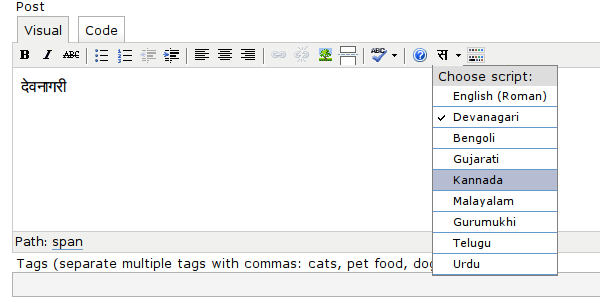 Post
Visual Code
B I ABC ABC ? स
Choose script:
देवनागरी
English (Roman)
Devanagari
Bengoli
Gujarati
Kannada
Malayalam
Gurumukhi
Telugu
Urdu
Path: span
Tags (separate multiple tags with commas: cats, pet food, dog